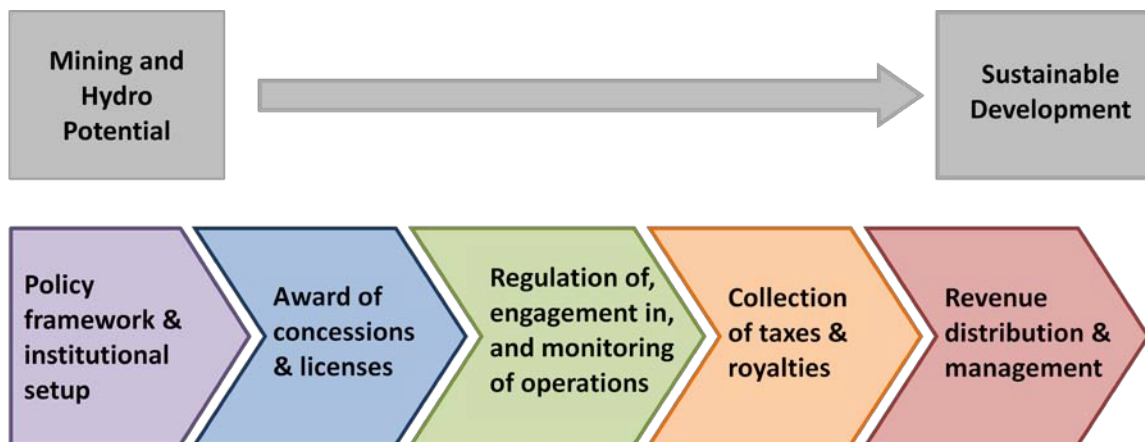 Mining and
Hydro
Potential
Sustainable
Development
Policy
framework &
institutional
setup
Award of
concessions
& licenses
Regulation of,
engagement in,
and monitoring
of operations
Collection
of taxes &
royalties
Revenue
distribution &
management